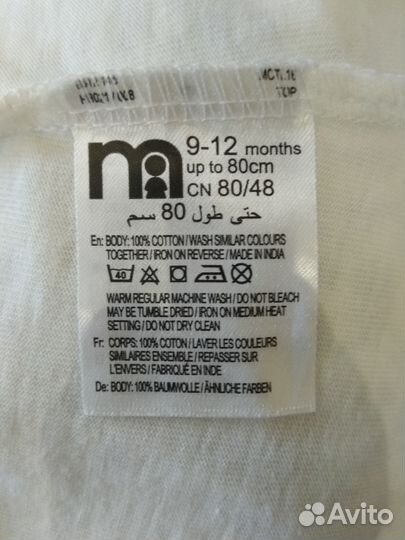 9-12 months
up to 80cm
CN 80/48
حتى طول 80 سم
En: BODY: 100% COTTON / WASH SIMILAR COLOURS
TOGETHER / IRON ON REVERSE / MADE IN INDIA
40
WARM REGULAR MACHINE WASH / DO NOT BLEACH
MAY BE TUMBLE DRIED / IRON ON MEDIUM HEAT
SETTING / DO NOT DRY CLEAN
Fr: CORPS: 100% COTON / LAVER LES COULEURS
SIMILAIRES ENSEMBLE / REPASSER SUR
L'ENVERS / FABRIQUÉ EN INDE
De: BODY: 100% BAUMWOLLE / ÄHNLICHE FARBEN
Avito